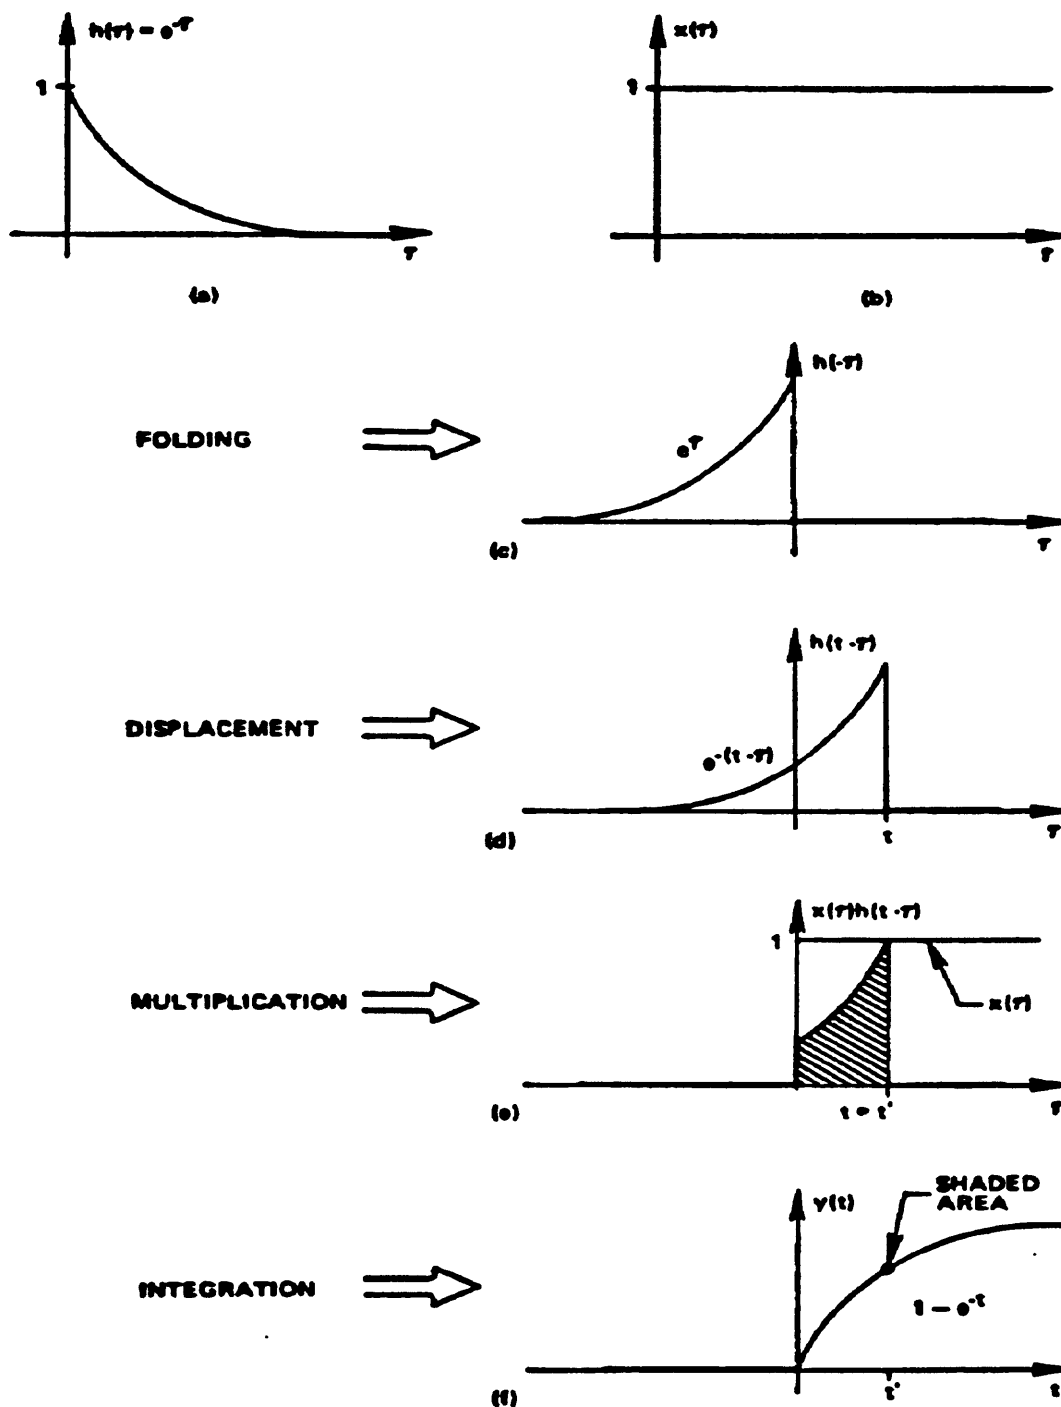 h(τ) = e^-τ
1
τ
(a)
x(τ)
1
τ
(b)
FOLDING
h(-τ)
e^τ
τ
(c)
DISPLACEMENT
h(t-τ)
e^-(t-τ)
t
τ
(d)
MULTIPLICATION
x(τ)h(t-τ)
1
x(τ)
t = t'
τ
(e)
INTEGRATION
y(t)
SHADED
AREA
1 - e^-t
t'
t
(f)